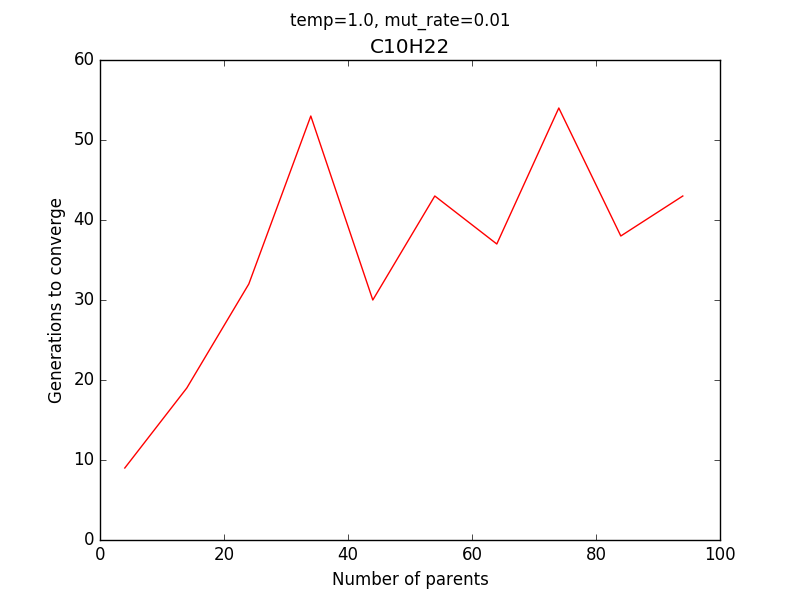 temp=1.0, mut_rate=0.01
C10H22
60
50
40
30
20
10
0
Generations to converge
0 20 40 60 80 100
Number of parents